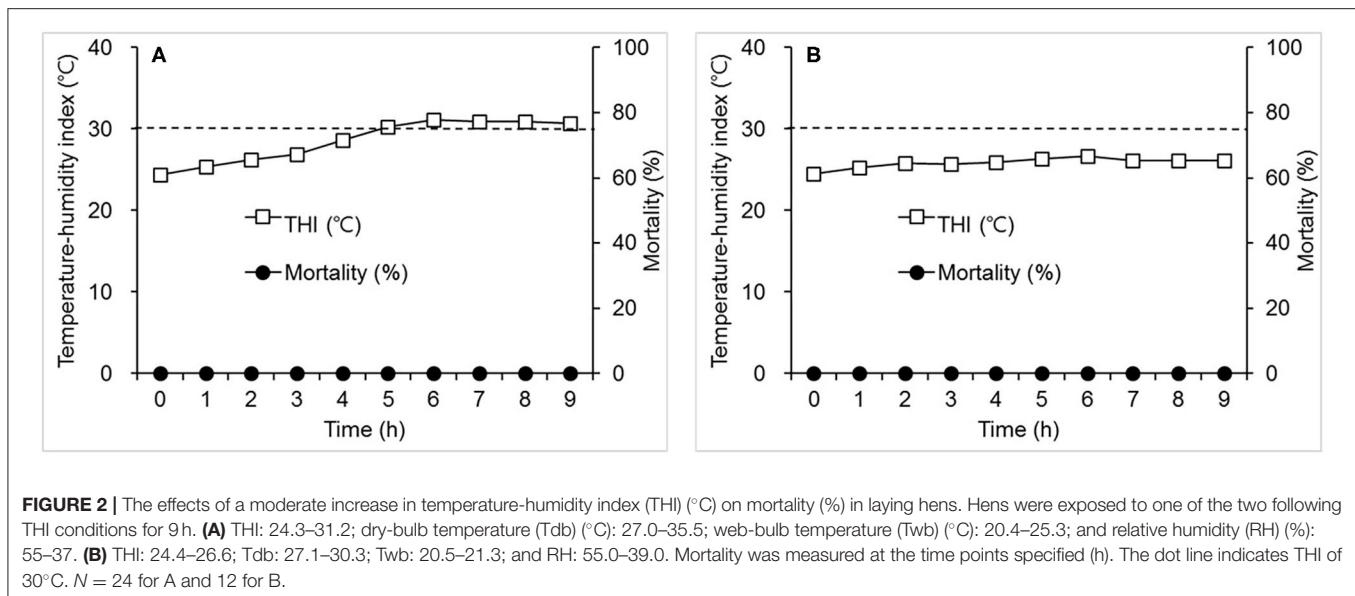 A
40
30
20
10
0
Temperature-humidity index (°C)
100
80
60
40
20
0
Mortality (%)
THI (°C)
Mortality (%)
0 1 2 3 4 5 6 7 8 9
Time (h)
B
40
30
20
10
0
Temperature-humidity index (°C)
100
80
60
40
20
0
Mortality (%)
THI (°C)
Mortality (%)
0 1 2 3 4 5 6 7 8 9
Time (h)
FIGURE 2 | The effects of a moderate increase in temperature-humidity index (THI) (°C) on mortality (%) in laying hens. Hens were exposed to one of the two following
THI conditions for 9 h. (A) THI: 24.3–31.2; dry-bulb temperature (Tdb) (°C): 27.0–35.5; web-bulb temperature (Twb) (°C): 20.4–25.3; and relative humidity (RH) (%):
55–37. (B) THI: 24.4–26.6; Tdb: 27.1–30.3; Twb: 20.5–21.3; and RH: 55.0–39.0. Mortality was measured at the time points specified (h). The dot line indicates THI of
30°C. N = 24 for A and 12 for B.